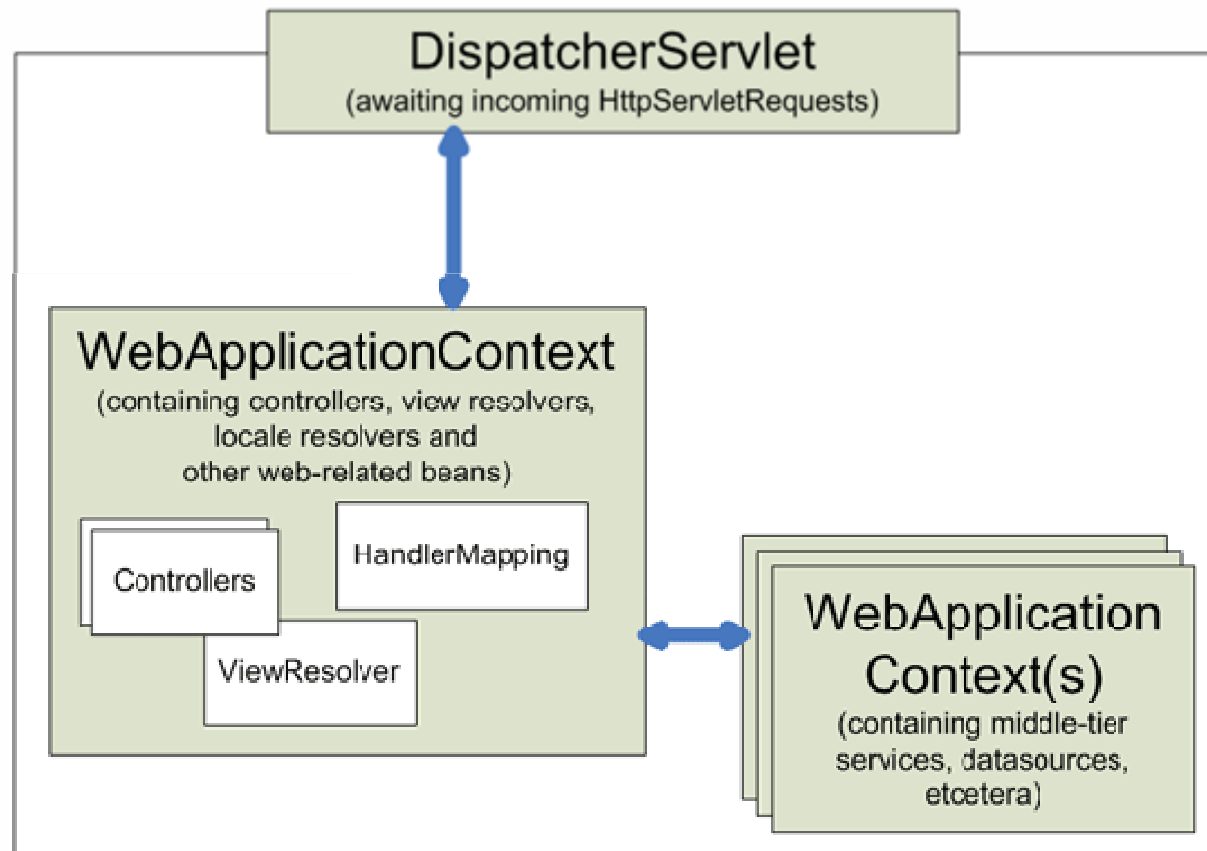 DispatcherServlet
(awaiting incoming HttpServletRequests)
WebApplicationContext
(containing controllers, view resolvers,
locale resolvers and
other web-related beans)
HandlerMapping
Controllers
ViewResolver
WebApplication
Context(s)
(containing middle-tier
services, datasources,
etcetera)